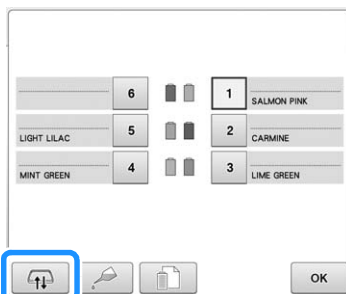 6 1 SALMON PINK
LIGHT LILAC 5 2 CARMINE
MINT GREEN 4 3 LIME GREEN
OK